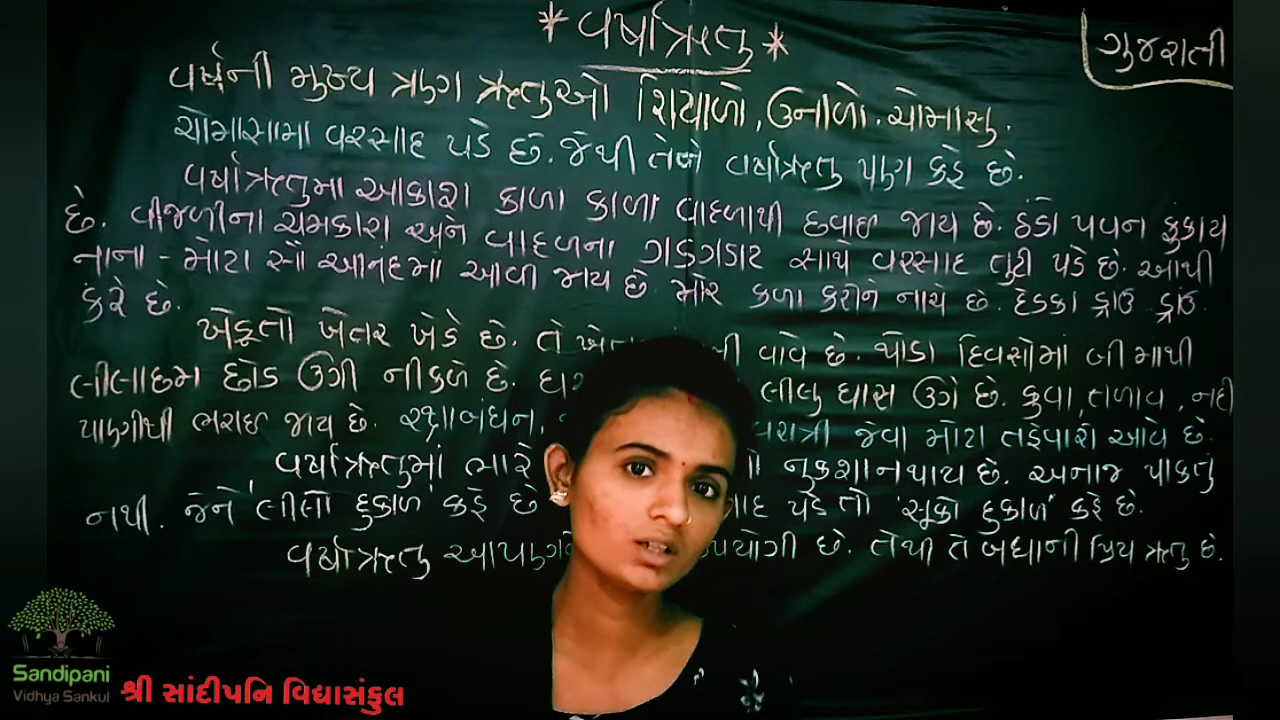 *વર્ષાઋતુ*
ગુજરાતી
વર્ષની મુખ્ય ત્રણ ઋતુઓ શિયાળો, ઉનાળો. ચોમાસુ.
ચોમાસામા વરસાદ પડે છે. જેથી તેને વર્ષાઋતુ પણ કહે છે.
વર્ષાઋતુમા આકાશ કાળા કાળા વાદળાથી છવાઈ જાય છે. ઠંડો પવન ફુંકાય
છે. વીજળીના ચમકારા અને વાદળના ગડગડાટ સાથે વરસાદ તુટી પડે છે. આથી
નાના - મોટા સૌ આનંદમાં આવી જાય છે. મોર કળા કરીને નાચે છે. દેડકા ડ્રાઉ ડ્રાઉ
કરે છે.
ખેડૂતો ખેતર ખેડે છે. તે વાવે છે. થોડા દિવસોમાં બી માથી
લીલાછમ છોડ ઉગી નીકળે છે. લીલુ ઘાસ ઉગે છે. કુવા, તળાવ, નદી
પાણીથી ભરાઈ જાય છે. રક્ષાબંધન, જેવા મોટા તહેવારો આવે છે.
વર્ષાઋતુમાં ભારે નુકશાન થાય છે. અનાજ પાકતુ
નથી. જેને 'લીલો દુકાળ' કહે છે પડે તો 'સૂકો દુકાળ' કહે છે.
વર્ષાઋતુ છે. તેથી તે બધાની પ્રિય ઋતુ છે.
Sandipani
Vidhya Sankul
શ્રી સાંદીપનિ વિદ્યાસંકુલ